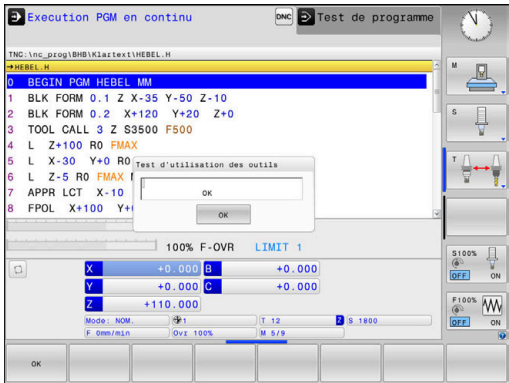 Execution PGM en continu
DNC
Test de programme
TNC:\nc_prog\BHB\Klartext\HEBEL.H
→HEBEL.H
0 BEGIN PGM HEBEL MM
1 BLK FORM 0.1 Z X-35 Y-50 Z-10
2 BLK FORM 0.2 X+120 Y+20 Z+0
3 TOOL CALL 3 Z S3500 F500
4 L Z+100 R0 FMAX
5 L X-30 Y+0 R0
6 L Z-5 R0 FMAX
7 APPR LCT X-10
8 FPOL X+100 Y+
Test d'utilisation des outils
OK
OK
100% F-OVR LIMIT 1
X +0.000 B +0.000
Y +0.000 C +0.000
Z +110.000
Mode: NOM. 1 T 12 Z S 1800
F 0mm/min Ovr 100% M 5/9
M
S
T
S100%
OFF ON
F100%
OFF ON
OK